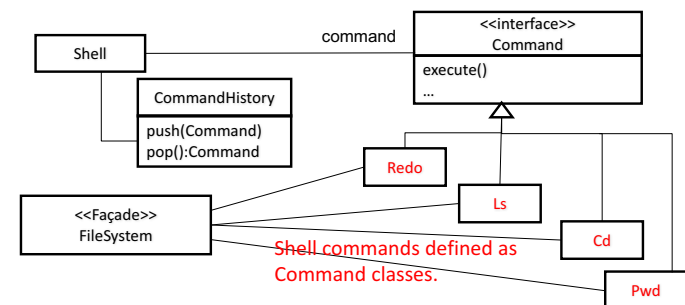 <<interface>>
Command
command
Shell
execute()
…
CommandHistory
push(Command)
pop():Command
Redo
Ls
<<Façade>>
FileSystem
Cd
Shell commands defined as
Command classes.
Pwd